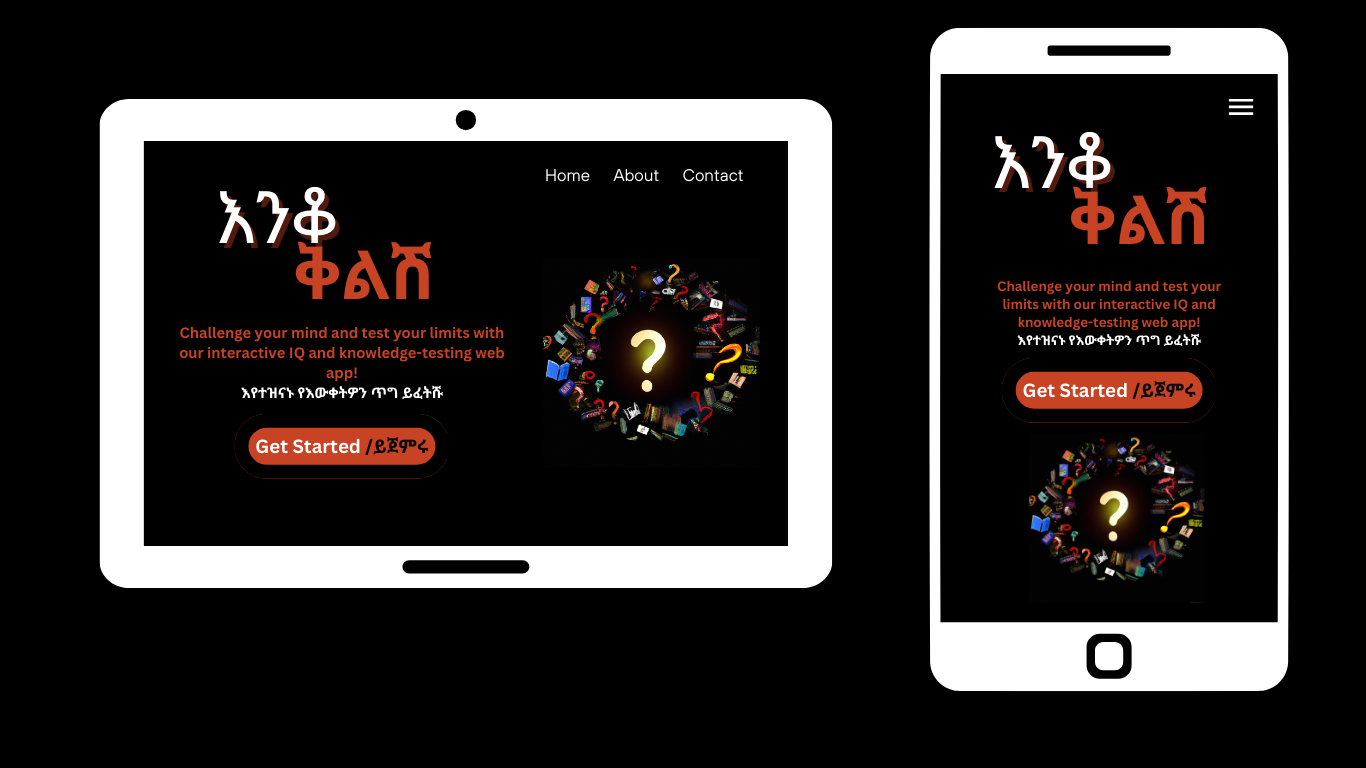 Home About Contact
እንቆ
ቅልሽ
Challenge your mind and test your limits with
our interactive IQ and knowledge-testing web
app!
እየተዝናኑ የእውቀትዎን ጥግ ይፈትሹ
Get Started /ይጀምሩ
እንቆ
ቅልሽ
Challenge your mind and test your
limits with our interactive IQ and
knowledge-testing web app!
እየተዝናኑ የእውቀትዎን ጥግ ይፈትሹ
Get Started /ይጀምሩ